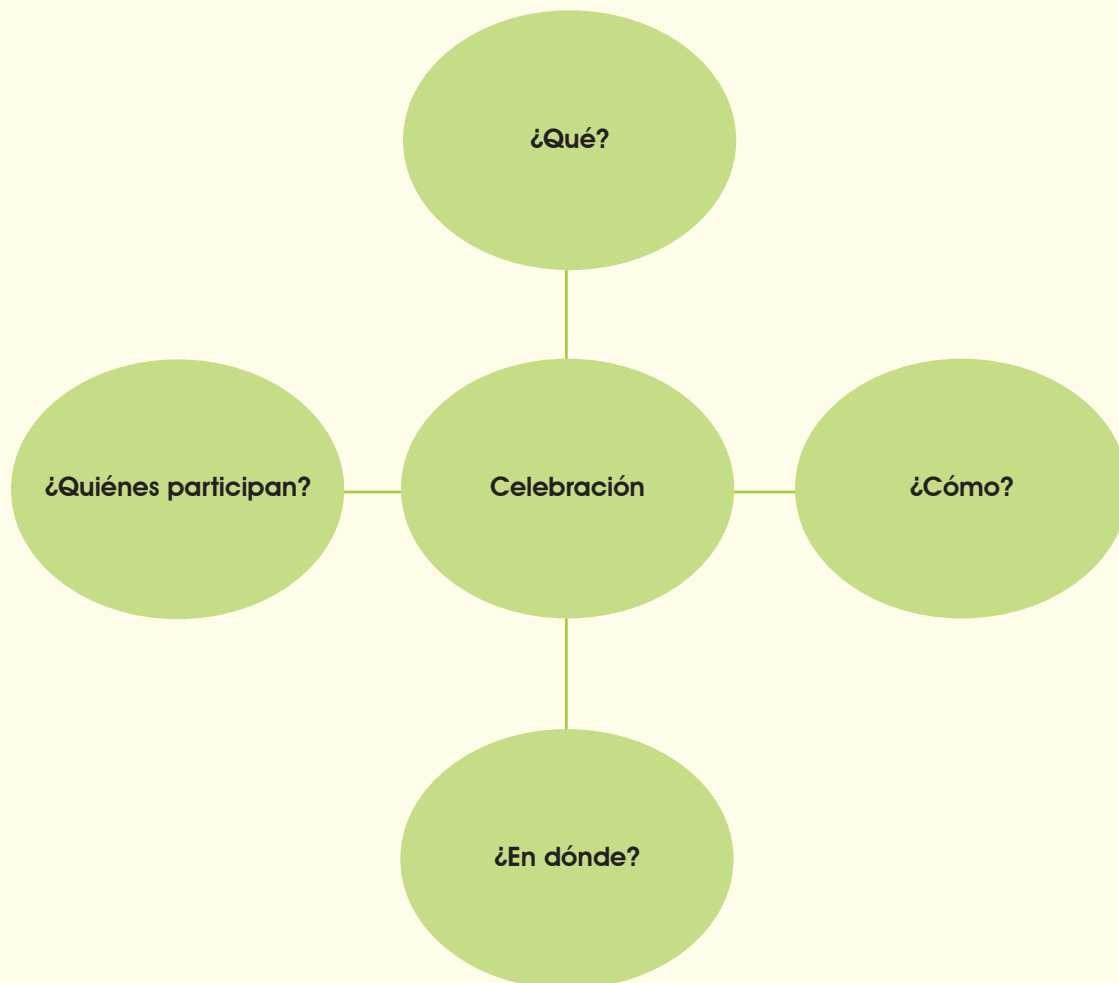 ¿Qué?
¿Quiénes participan?
Celebración
¿Cómo?
¿En dónde?